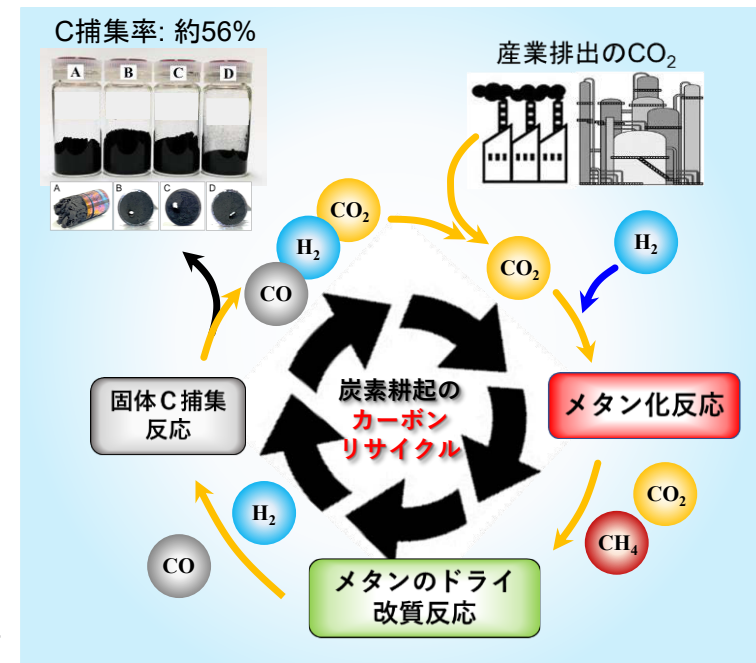 C捕集率: 約56%
産業排出のCO₂
A B C D
A B C D
CO₂
H₂
CO
CO₂
H₂
炭素耕起の
カーボン
リサイクル
固体C捕集
反応
メタン化反応
CO₂
CH₄
H₂
CO
メタンのドライ
改質反応